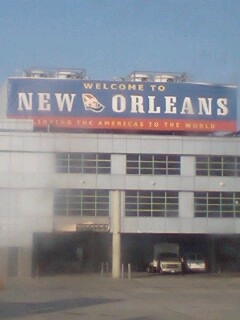 WELCOME TO
NEW ORLEANS
THE AMERICAS TO THE WORLD